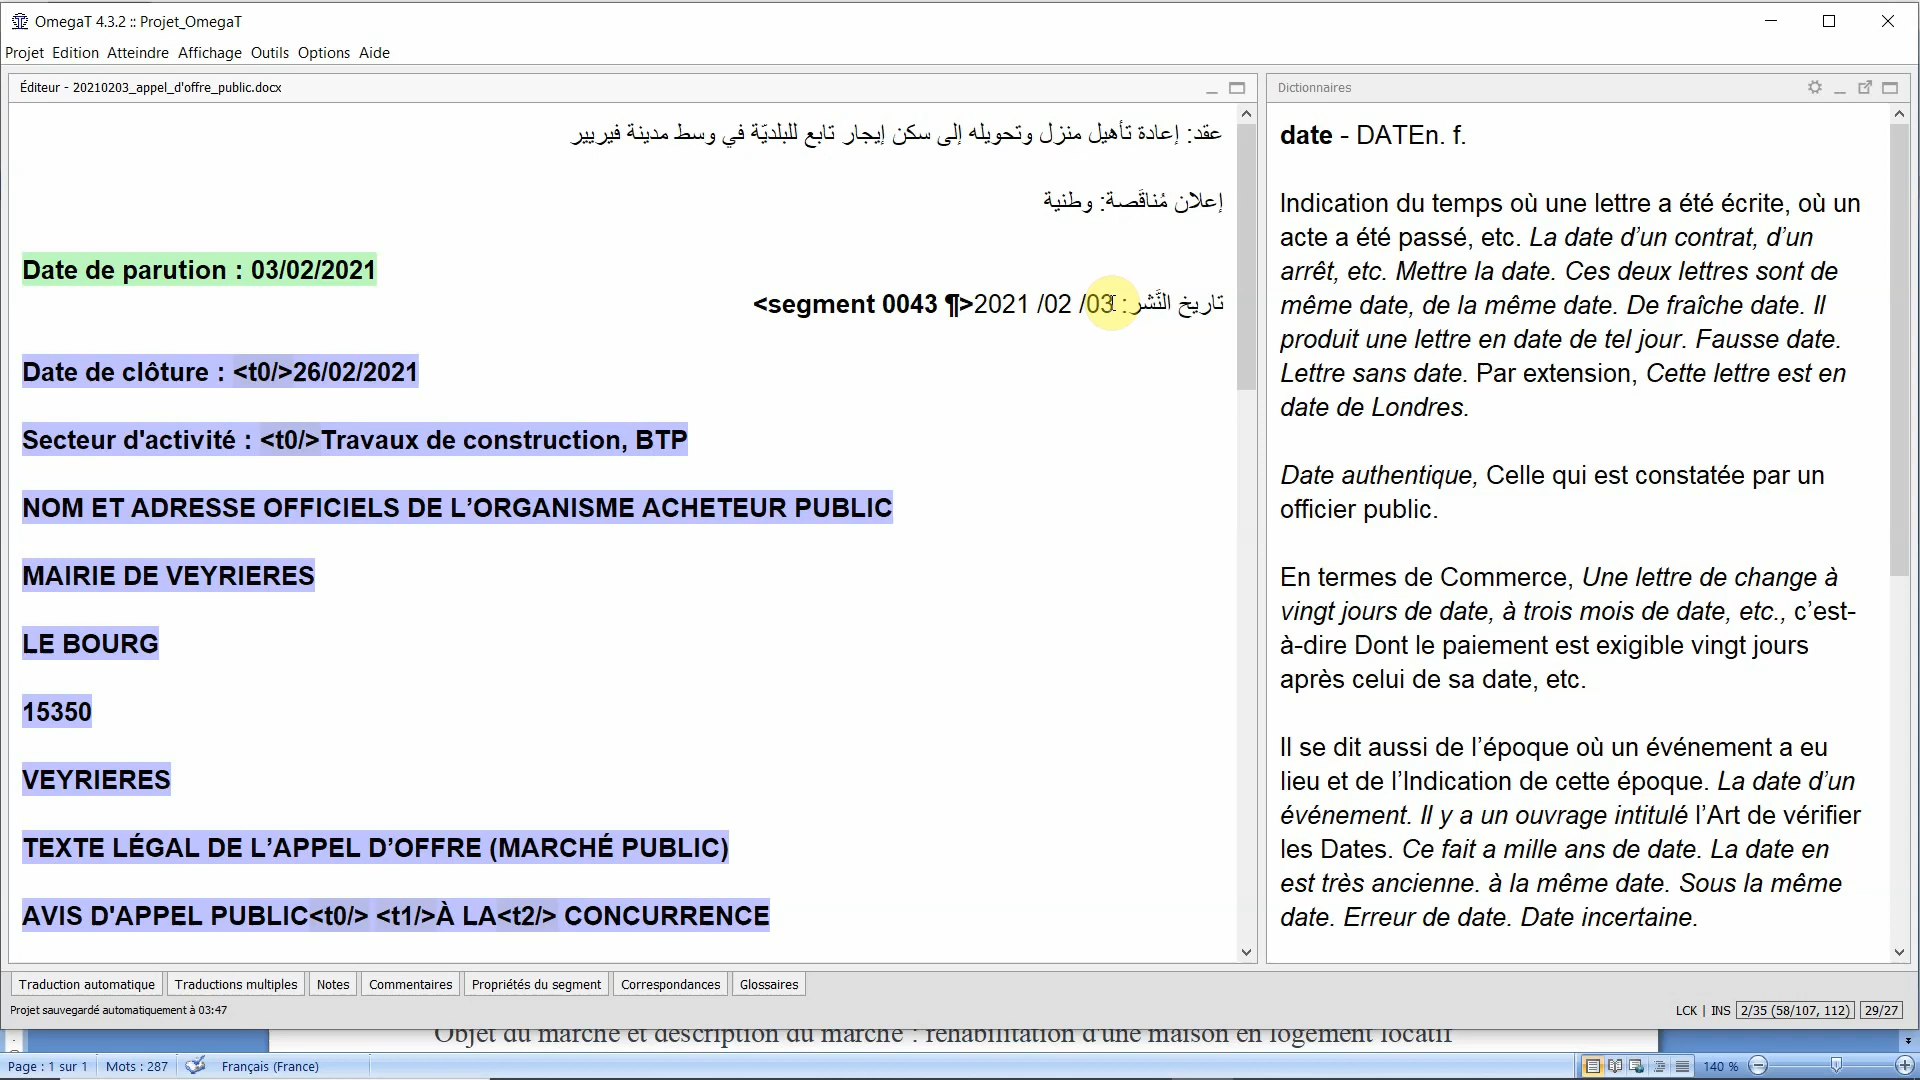 OmegaT 4.3.2 :: Projet_OmegaT
Projet Edition Atteindre Affichage Outils Options Aide
Éditeur - 20210203_appel_d'offre_public.docx
عقد: إعادة تأهيل منزل وتحويله إلى سكن إيجار تابع للبلديّة في وسط مدينة فيريير
إعلان مُناقَصة: وطنية
Date de parution : 03/02/2021
تاريخ النَّشر: 03/ 02/ 2021<segment 0043 ¶>
Date de clôture : <t0/>26/02/2021
Secteur d'activité : <t0/>Travaux de construction, BTP
NOM ET ADRESSE OFFICIELS DE L’ORGANISME ACHETEUR PUBLIC
MAIRIE DE VEYRIERES
LE BOURG
15350
VEYRIERES
TEXTE LÉGAL DE L’APPEL D’OFFRE (MARCHÉ PUBLIC)
AVIS D'APPEL PUBLIC<t0/> <t1/>À LA<t2/> CONCURRENCE
Dictionnaires
date - DATEn. f.
Indication du temps où une lettre a été écrite, où un
acte a été passé, etc. La date d’un contrat, d’un
arrêt, etc. Mettre la date. Ces deux lettres sont de
même date, de la même date. De fraîche date. Il
produit une lettre en date de tel jour. Fausse date.
Lettre sans date. Par extension, Cette lettre est en
date de Londres.
Date authentique, Celle qui est constatée par un
officier public.
En termes de Commerce, Une lettre de change à
vingt jours de date, à trois mois de date, etc., c’est-
à-dire Dont le paiement est exigible vingt jours
après celui de sa date, etc.
Il se dit aussi de l’époque où un événement a eu
lieu et de l’Indication de cette époque. La date d’un
événement. Il y a un ouvrage intitulé l’Art de vérifier
les Dates. Ce fait a mille ans de date. La date en
est très ancienne. à la même date. Sous la même
date. Erreur de date. Date incertaine.
Traduction automatique Traductions multiples Notes Commentaires Propriétés du segment Correspondances Glossaires
Projet sauvegardé automatiquement à 03:47
LCK | INS 2/35 (58/107, 112) 29/27
Objet du marché et description du marché : réhabilitation d'une maison en logement locatif
Page : 1 sur 1 Mots : 287 Français (France) 140 %